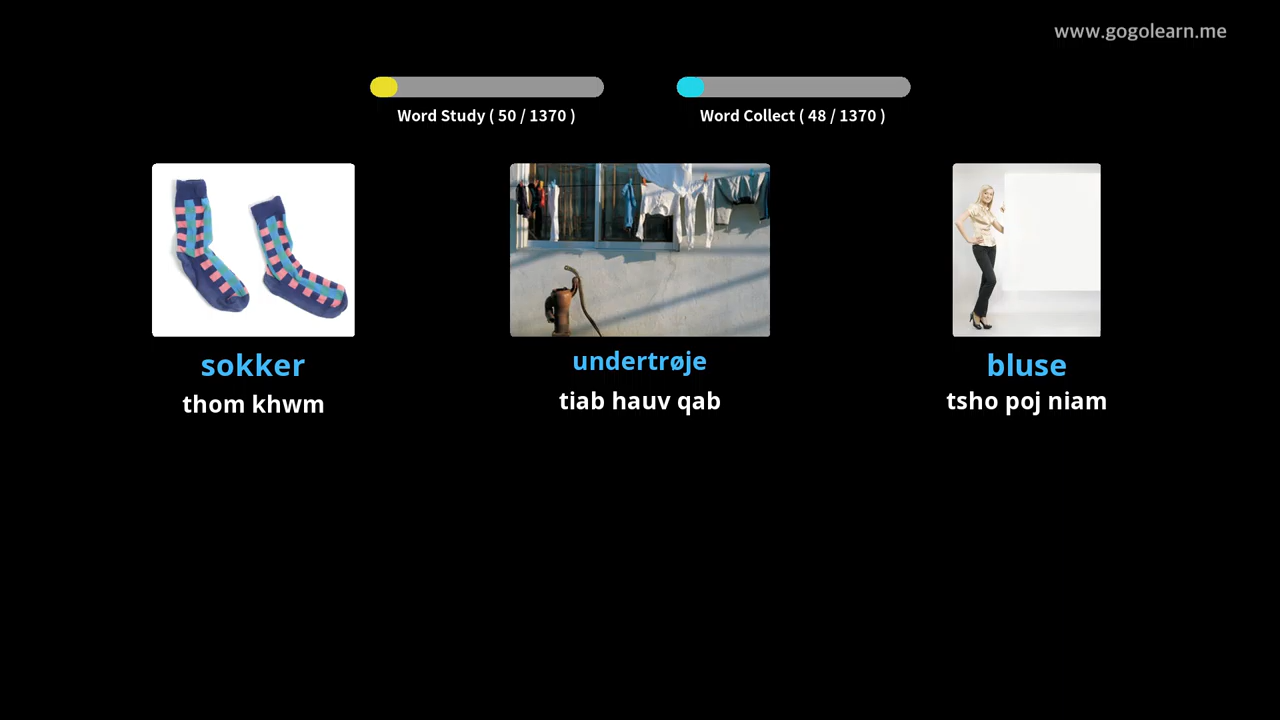 www.gogolearn.me
Word Study ( 50 / 1370 )
Word Collect ( 48 / 1370 )
sokker
undertrøje
bluse
thom khwm
tiab hauv qab
tsho poj niam